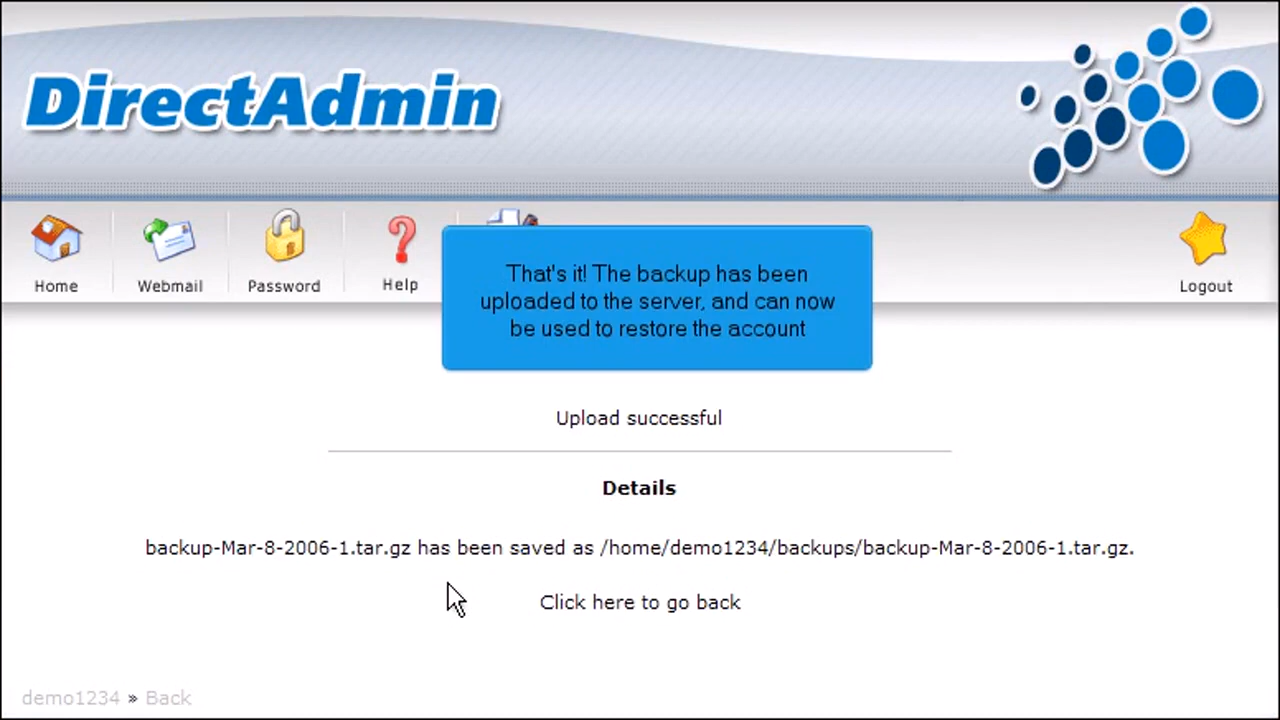 DirectAdmin
Home
Webmail
Password
Help
Logout
That's it! The backup has been
uploaded to the server, and can now
be used to restore the account
Upload successful
Details
backup-Mar-8-2006-1.tar.gz has been saved as /home/demo1234/backups/backup-Mar-8-2006-1.tar.gz.
Click here to go back
demo1234 » Back